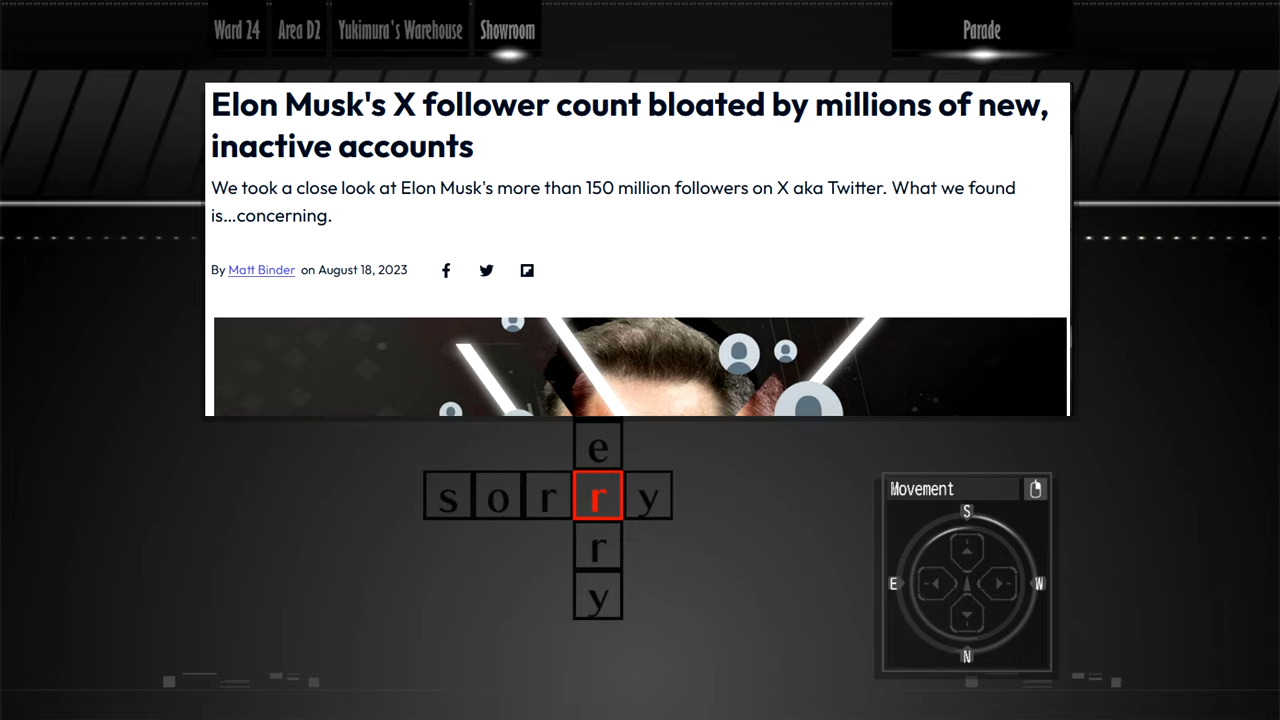 Ward 24
Area D2
Yukimura's Warehouse
Showroom
Parade
Elon Musk's X follower count bloated by millions of new,
inactive accounts
We took a close look at Elon Musk's more than 150 million followers on X aka Twitter. What we found
is...concerning.
By Matt Binder on August 18, 2023
e
s o r r y
r
y
Movement
S
E
W
N